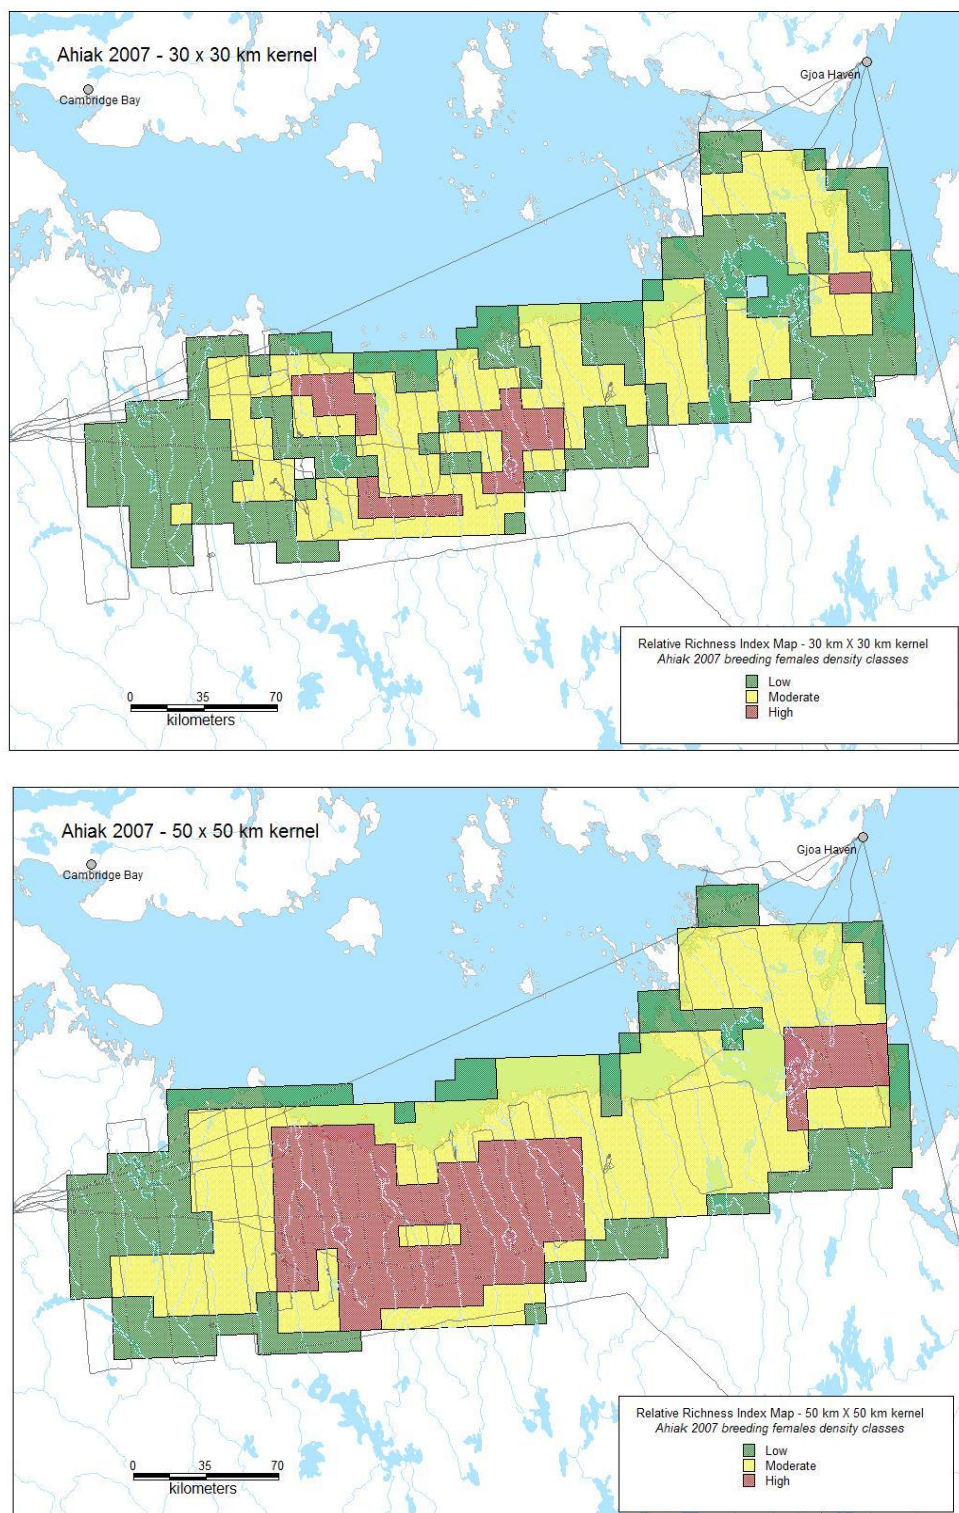 Ahiak 2007 - 30 x 30 km kernel
Cambridge Bay
Gjoa Haven
Relative Richness Index Map - 30 km X 30 km kernel
Ahiak 2007 breeding females density classes
Low
Moderate
High
0 35 70
kilometers
Ahiak 2007 - 50 x 50 km kernel
Cambridge Bay
Gjoa Haven
Relative Richness Index Map - 50 km X 50 km kernel
Ahiak 2007 breeding females density classes
Low
Moderate
High
0 35 70
kilometers